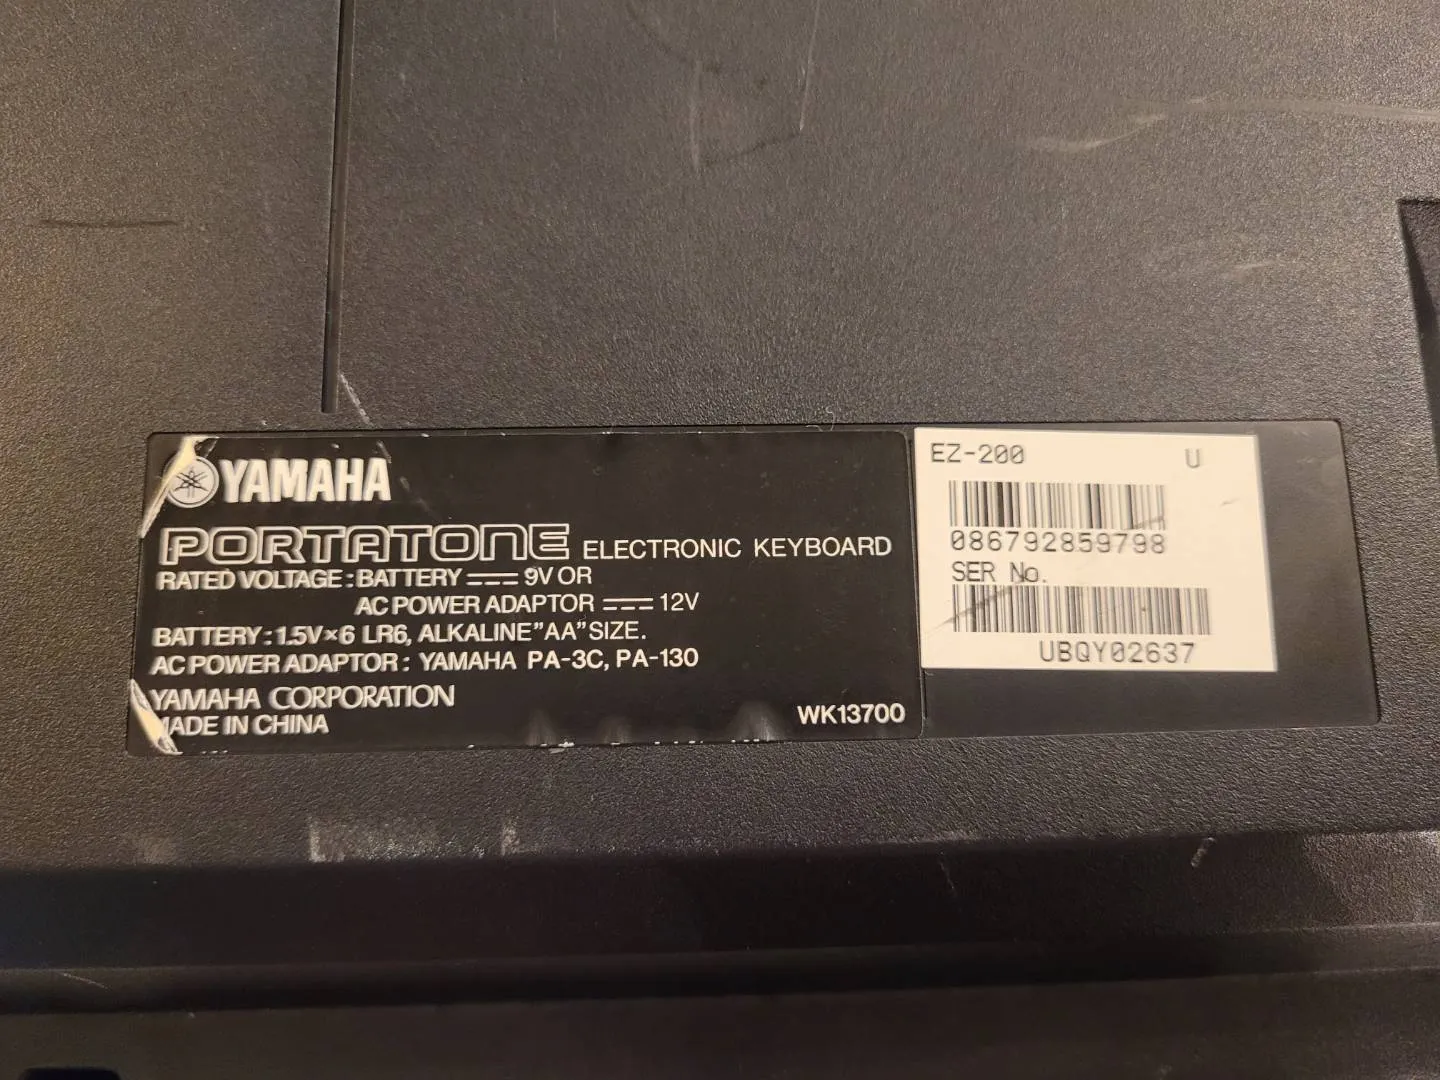 YAMAHA
PORTATONE ELECTRONIC KEYBOARD
RATED VOLTAGE : BATTERY ⎓ 9V OR
AC POWER ADAPTOR ⎓ 12V
BATTERY : 1.5V×6 LR6, ALKALINE "AA" SIZE.
AC POWER ADAPTOR : YAMAHA PA-3C, PA-130
YAMAHA CORPORATION
MADE IN CHINA
WK13700
EZ-200 U
086792859798
SER No.
UBQY02637